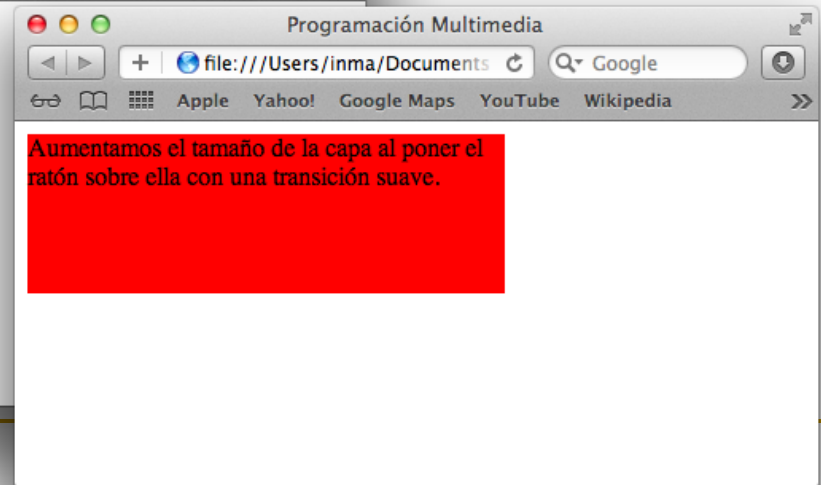 Programación Multimedia
+ file:///Users/inma/Documents Google
Apple Yahoo! Google Maps YouTube Wikipedia
Aumentamos el tamaño de la capa al poner el
ratón sobre ella con una transición suave.